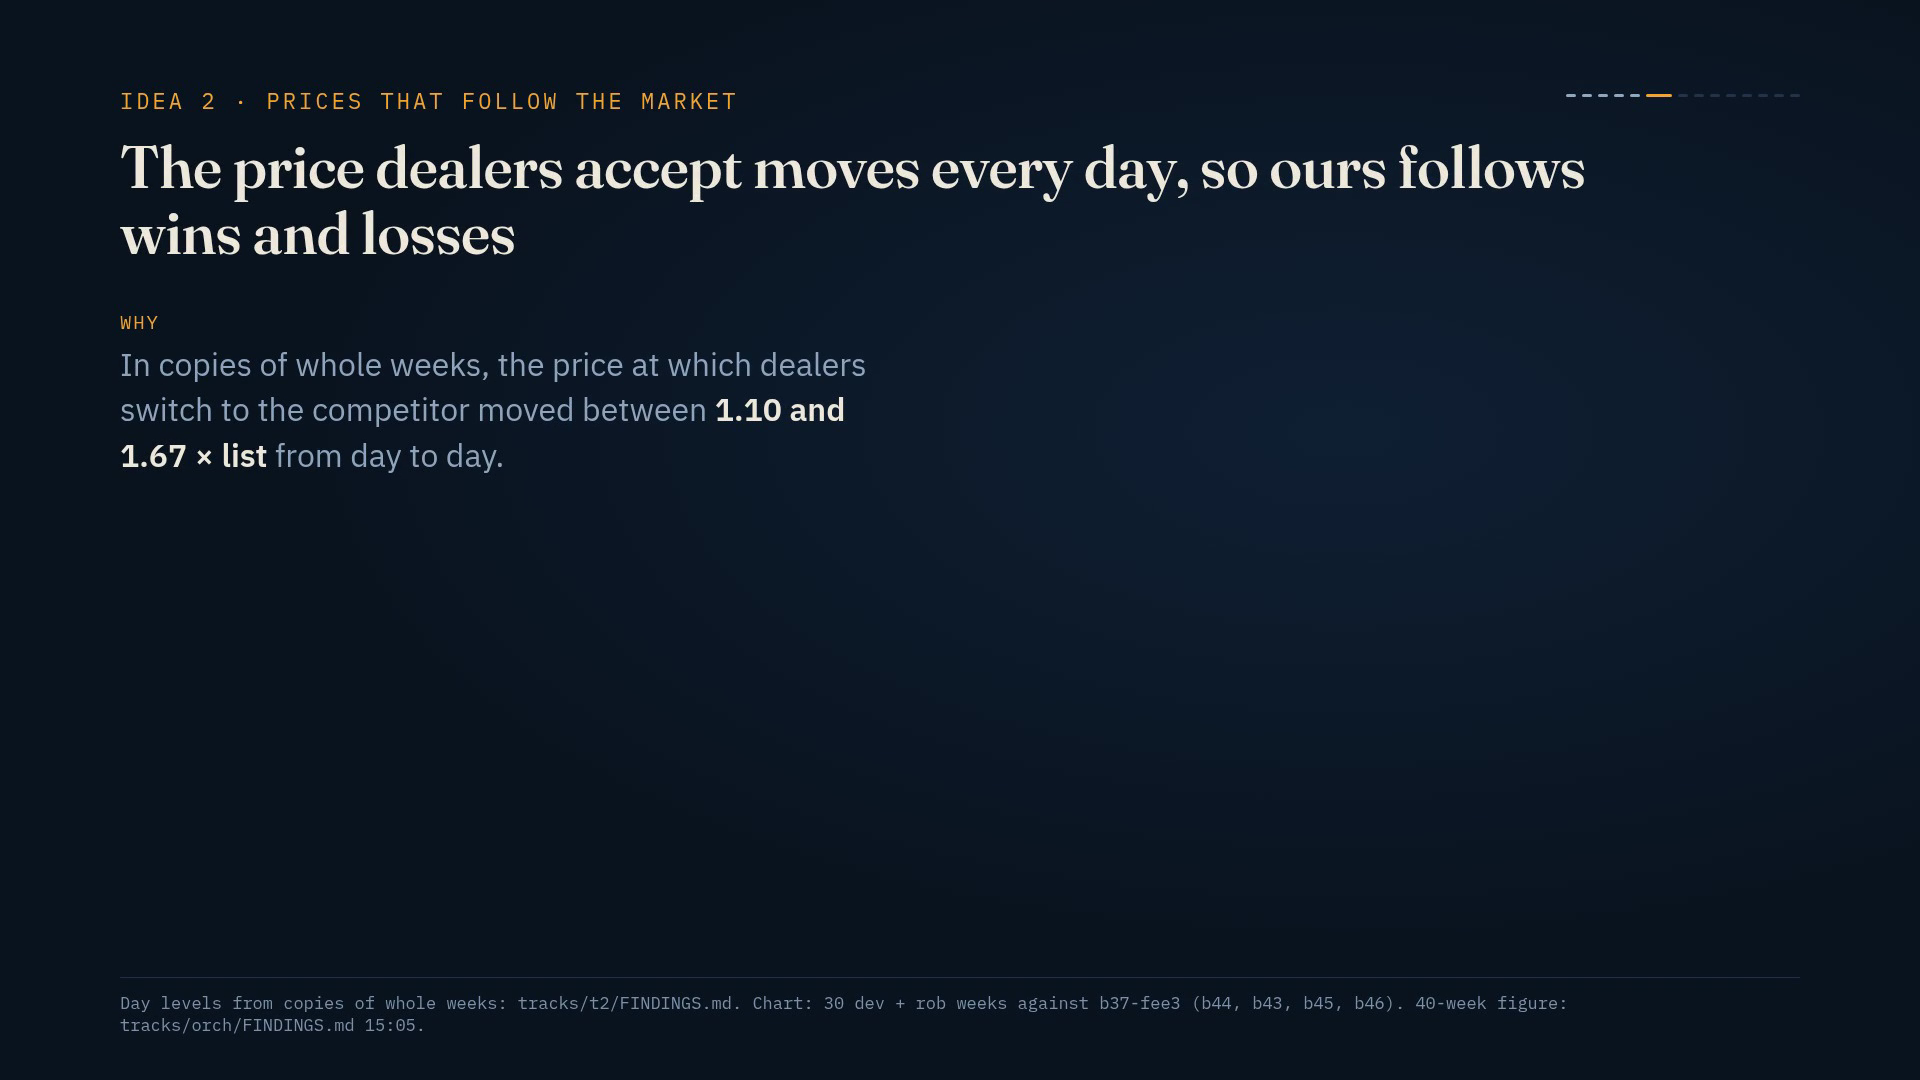 IDEA 2 · PRICES THAT FOLLOW THE MARKET
The price dealers accept moves every day, so ours follows
wins and losses
WHY
In copies of whole weeks, the price at which dealers
switch to the competitor moved between 1.10 and
1.67 × list from day to day.
Day levels from copies of whole weeks: tracks/t2/FINDINGS.md. Chart: 30 dev + rob weeks against b37-fee3 (b44, b43, b45, b46). 40-week figure:
tracks/orch/FINDINGS.md 15:05.